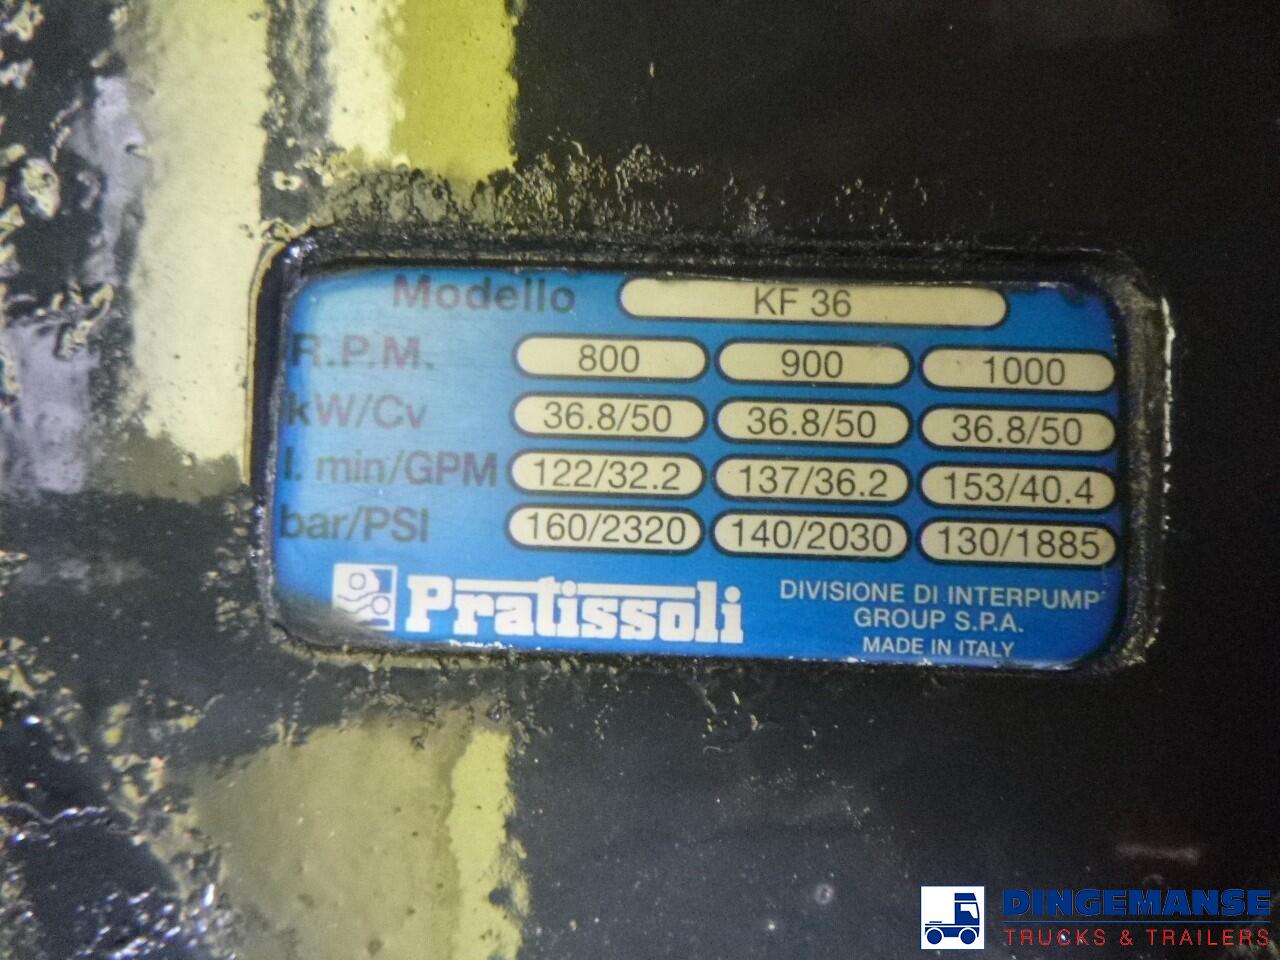 Modello KF 36
R.P.M. 800 900 1000
kW/Cv 36.8/50 36.8/50 36.8/50
l. min/GPM 122/32.2 137/36.2 153/40.4
bar/PSI 160/2320 140/2030 130/1885
Pratissoli
DIVISIONE DI INTERPUMP
GROUP S.P.A.
MADE IN ITALY
DINGEMANSE
TRUCKS & TRAILERS